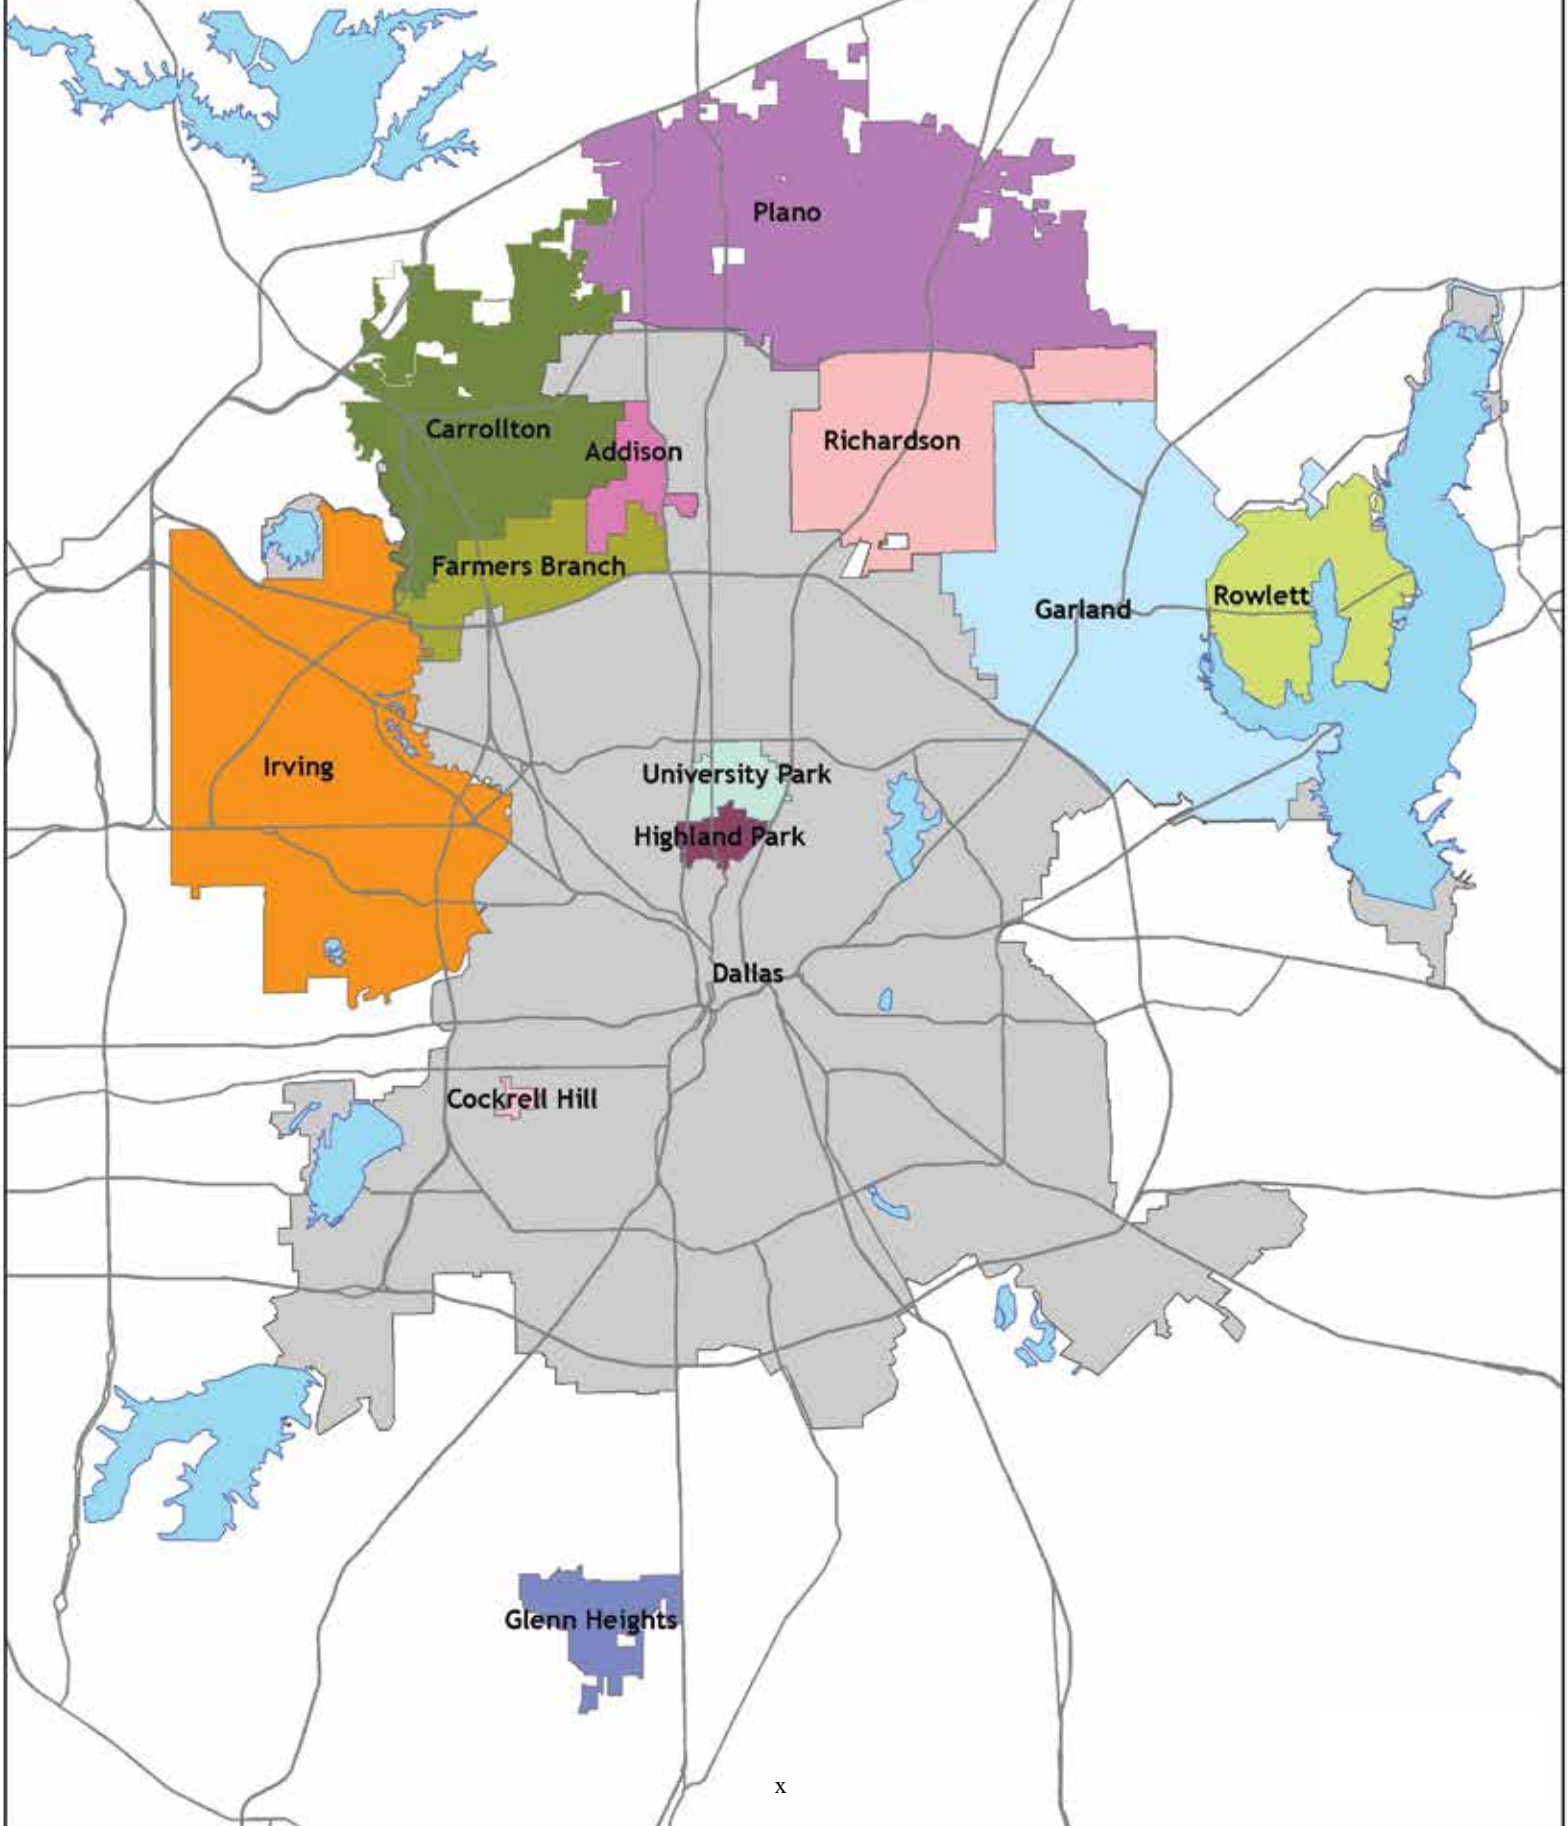 Plano
Carrollton
Addison
Richardson
Farmers Branch
Garland
Rowlett
Irving
University Park
Highland Park
Dallas
Cockrell Hill
Glenn Heights
x